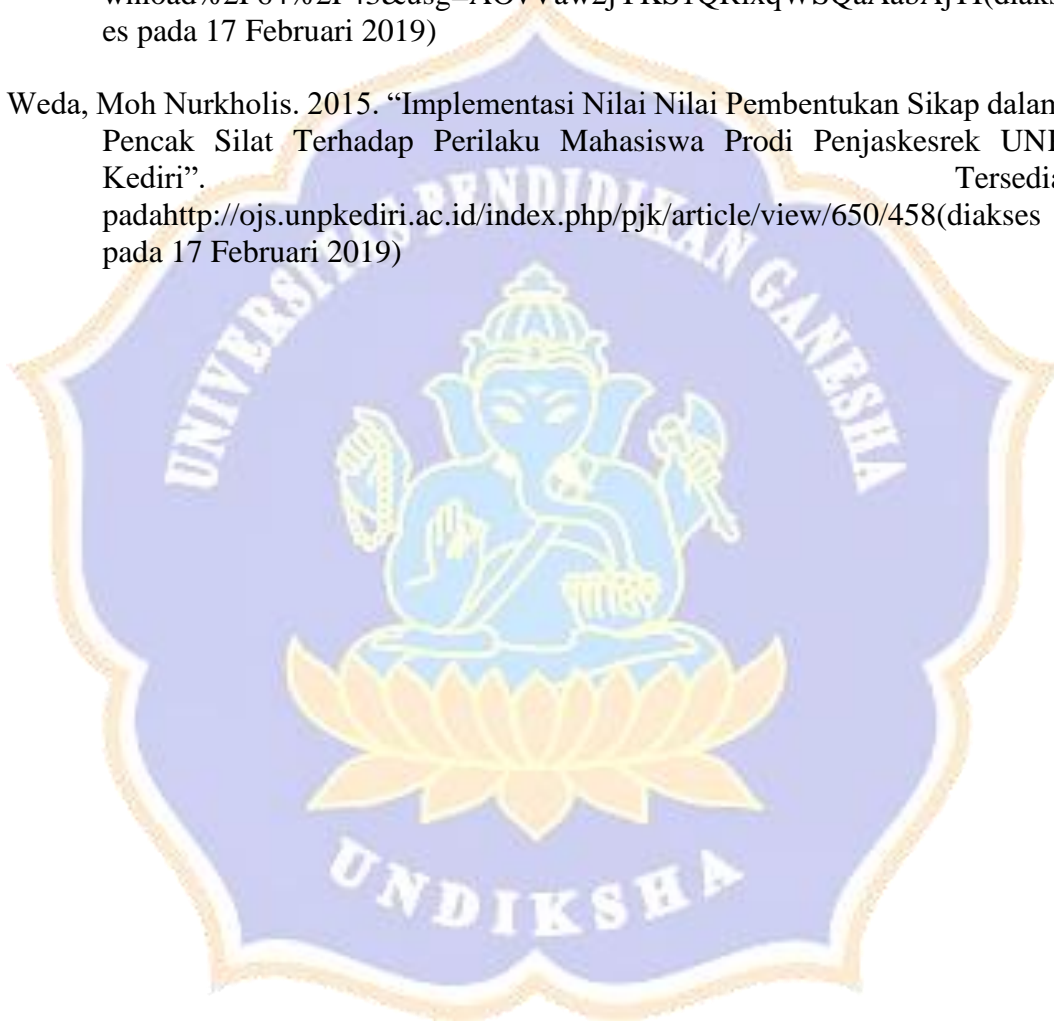 es pada 17 Februari 2019)
Weda, Moh Nurkholis. 2015. “Implementasi Nilai Nilai Pembentukan Sikap dalam
Pencak Silat Terhadap Perilaku Mahasiswa Prodi Penjaskesrek
Kediri”. Tersedia
padahttp://ojs.unpkediri.ac.id/index.php/pjk/article/view/650/458(diakses
pada 17 Februari 2019)
UNIVERSITAS PENDIDIKAN GANESHA
UNDIKSHA